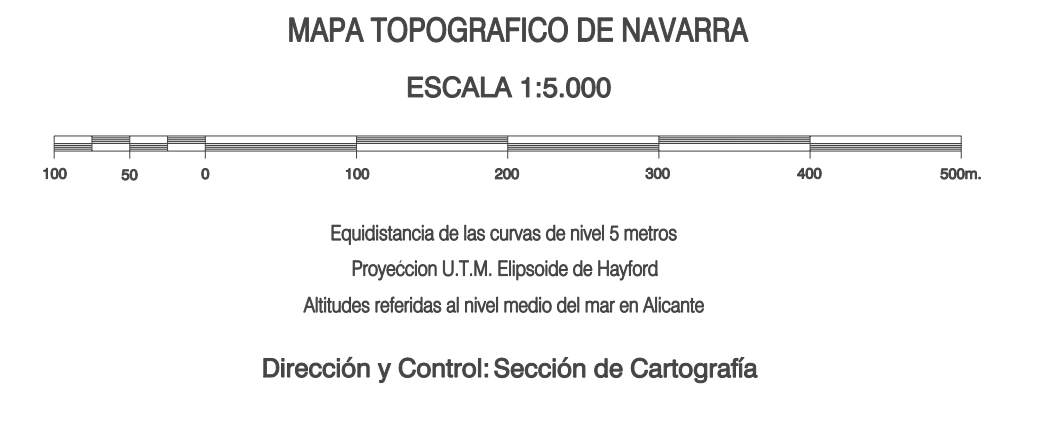 MAPA TOPOGRAFICO DE NAVARRA
ESCALA 1:5.000
100 50 0 100 200 300 400 500m.
Equidistancia de las curvas de nivel 5 metros
Proyeċcion U.T.M. Elipsoide de Hayford
Altitudes referidas al nivel medio del mar en Alicante
Dirección y Control: Sección de Cartografía